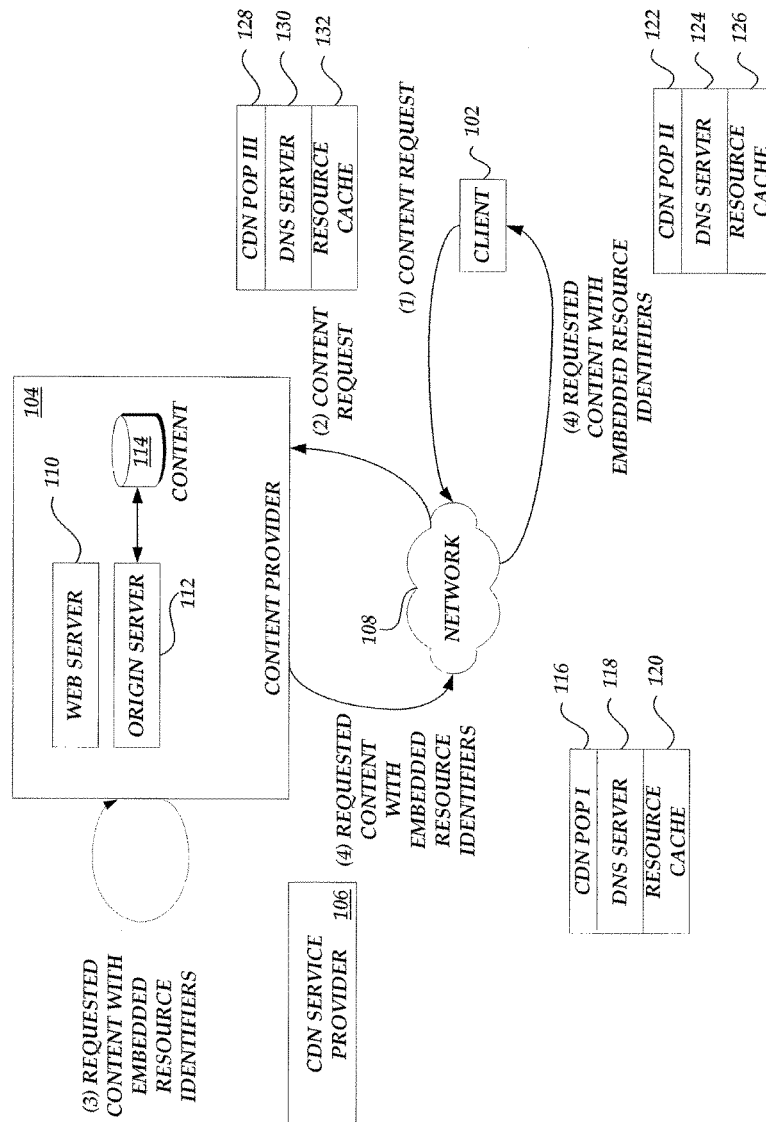 (3) REQUESTED
CONTENT WITH
EMBEDDED
RESOURCE
IDENTIFIERS
WEB SERVER
110
104
ORIGIN SERVER
112
114
CONTENT
CONTENT PROVIDER
CDN SERVICE
PROVIDER
106
(4) REQUESTED
CONTENT
WITH
EMBEDDED
RESOURCE
IDENTIFIERS
(2) CONTENT
REQUEST
CDN POP III
128
DNS SERVER
130
RESOURCE
CACHE
132
108
NETWORK
(1) CONTENT REQUEST
CLIENT
102
(4) REQUESTED
CONTENT WITH
EMBEDDED RESOURCE
IDENTIFIERS
CDN POP I
116
DNS SERVER
118
RESOURCE
CACHE
120
CDN POP II
122
DNS SERVER
124
RESOURCE
CACHE
126